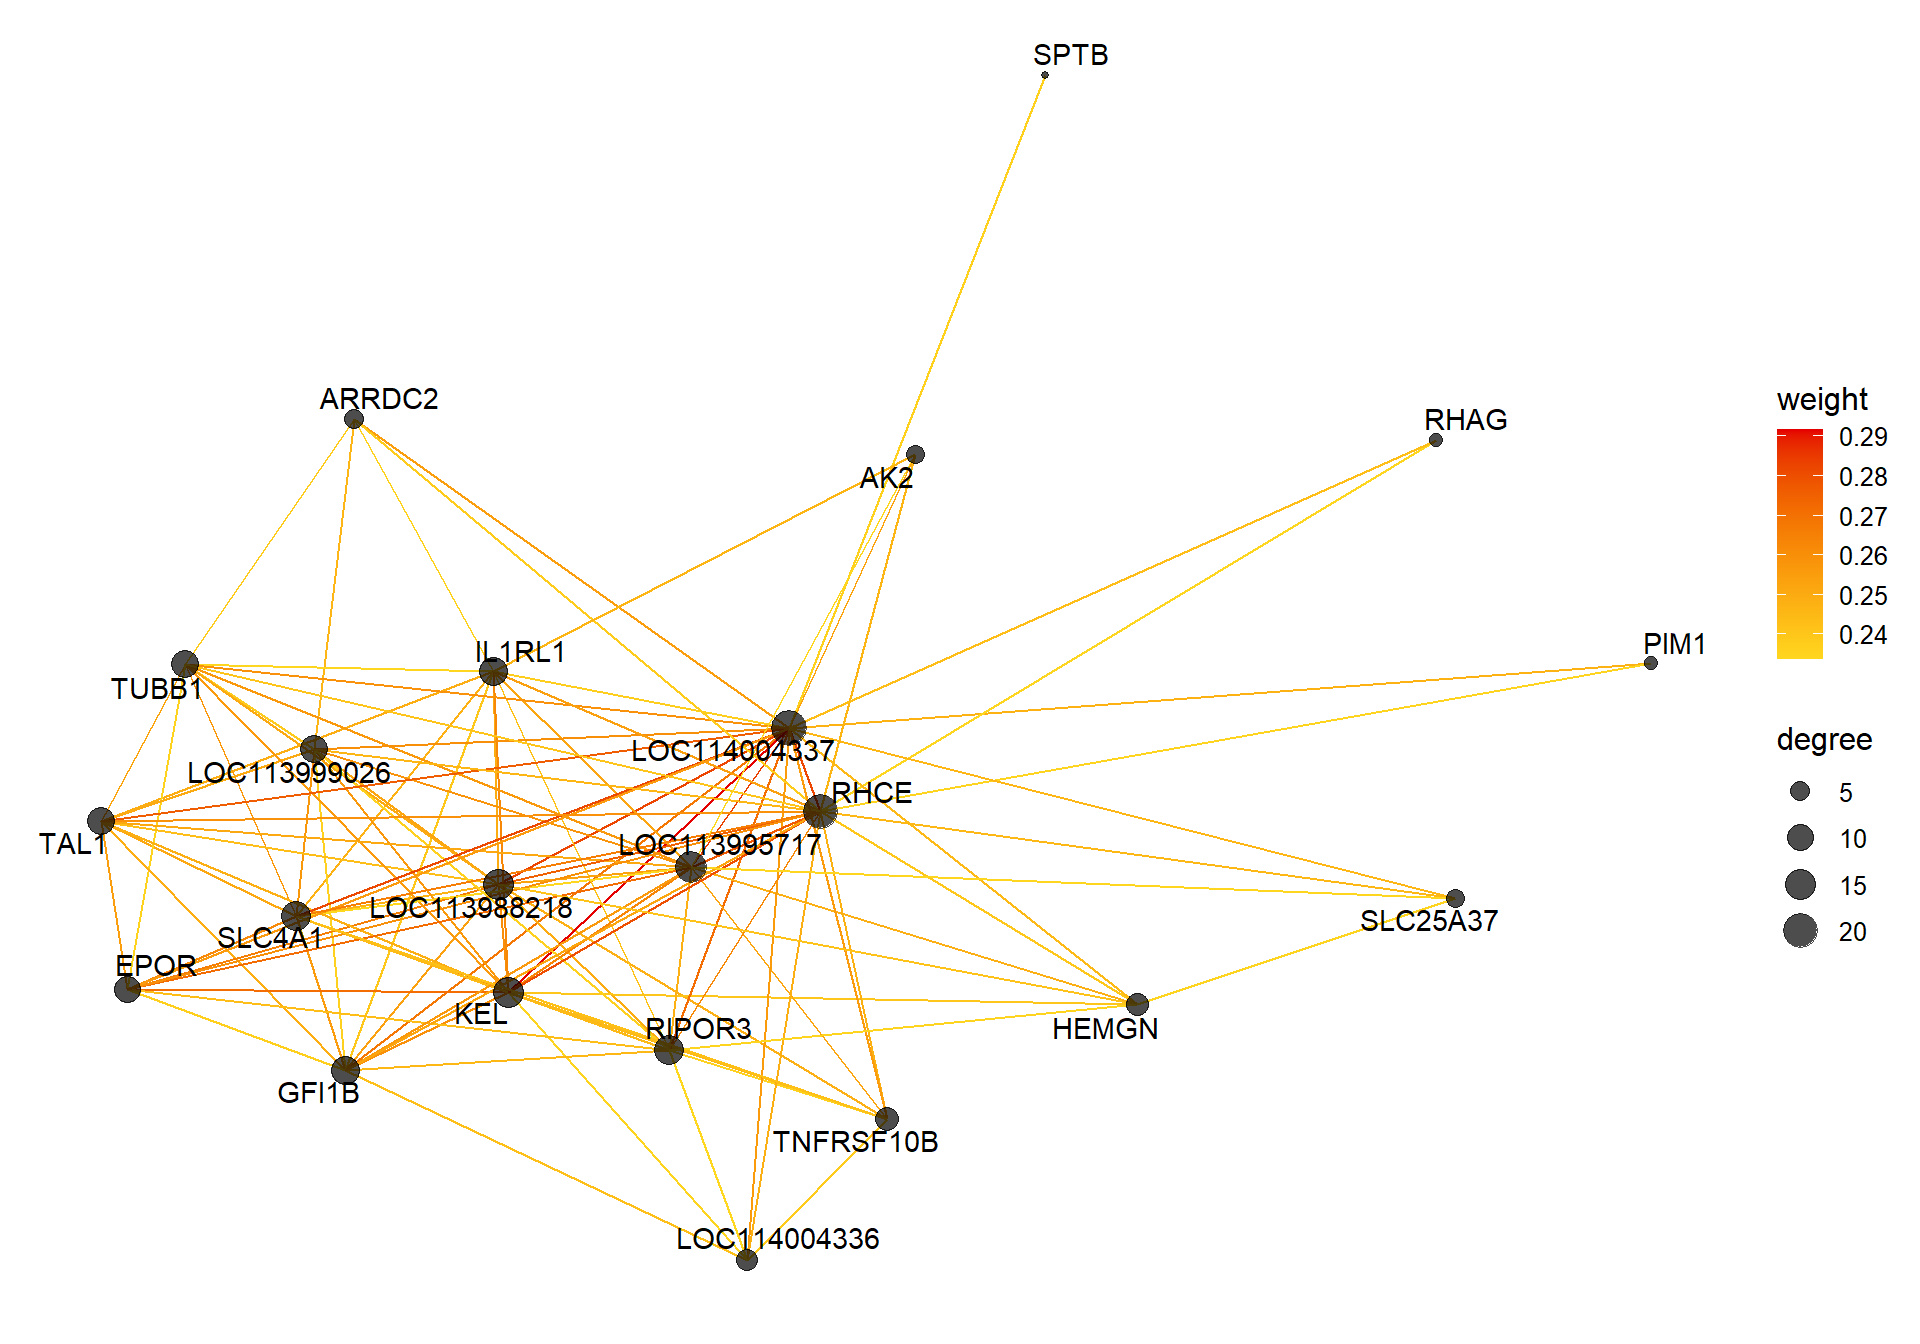 SPTB
ARRDC2
AK2
RHAG
IL1RL1
TUBB1
PIM1
LOC114004337
LOC113999026
RHCE
TAL1
LOC113995717
LOC113988218
SLC4A1
SLC25A37
EPOR
KEL
RIPOR3
HEMGN
GFI1B
TNFRSF10B
LOC114004336
weight
0.29
0.28
0.27
0.26
0.25
0.24
degree
5
10
15
20